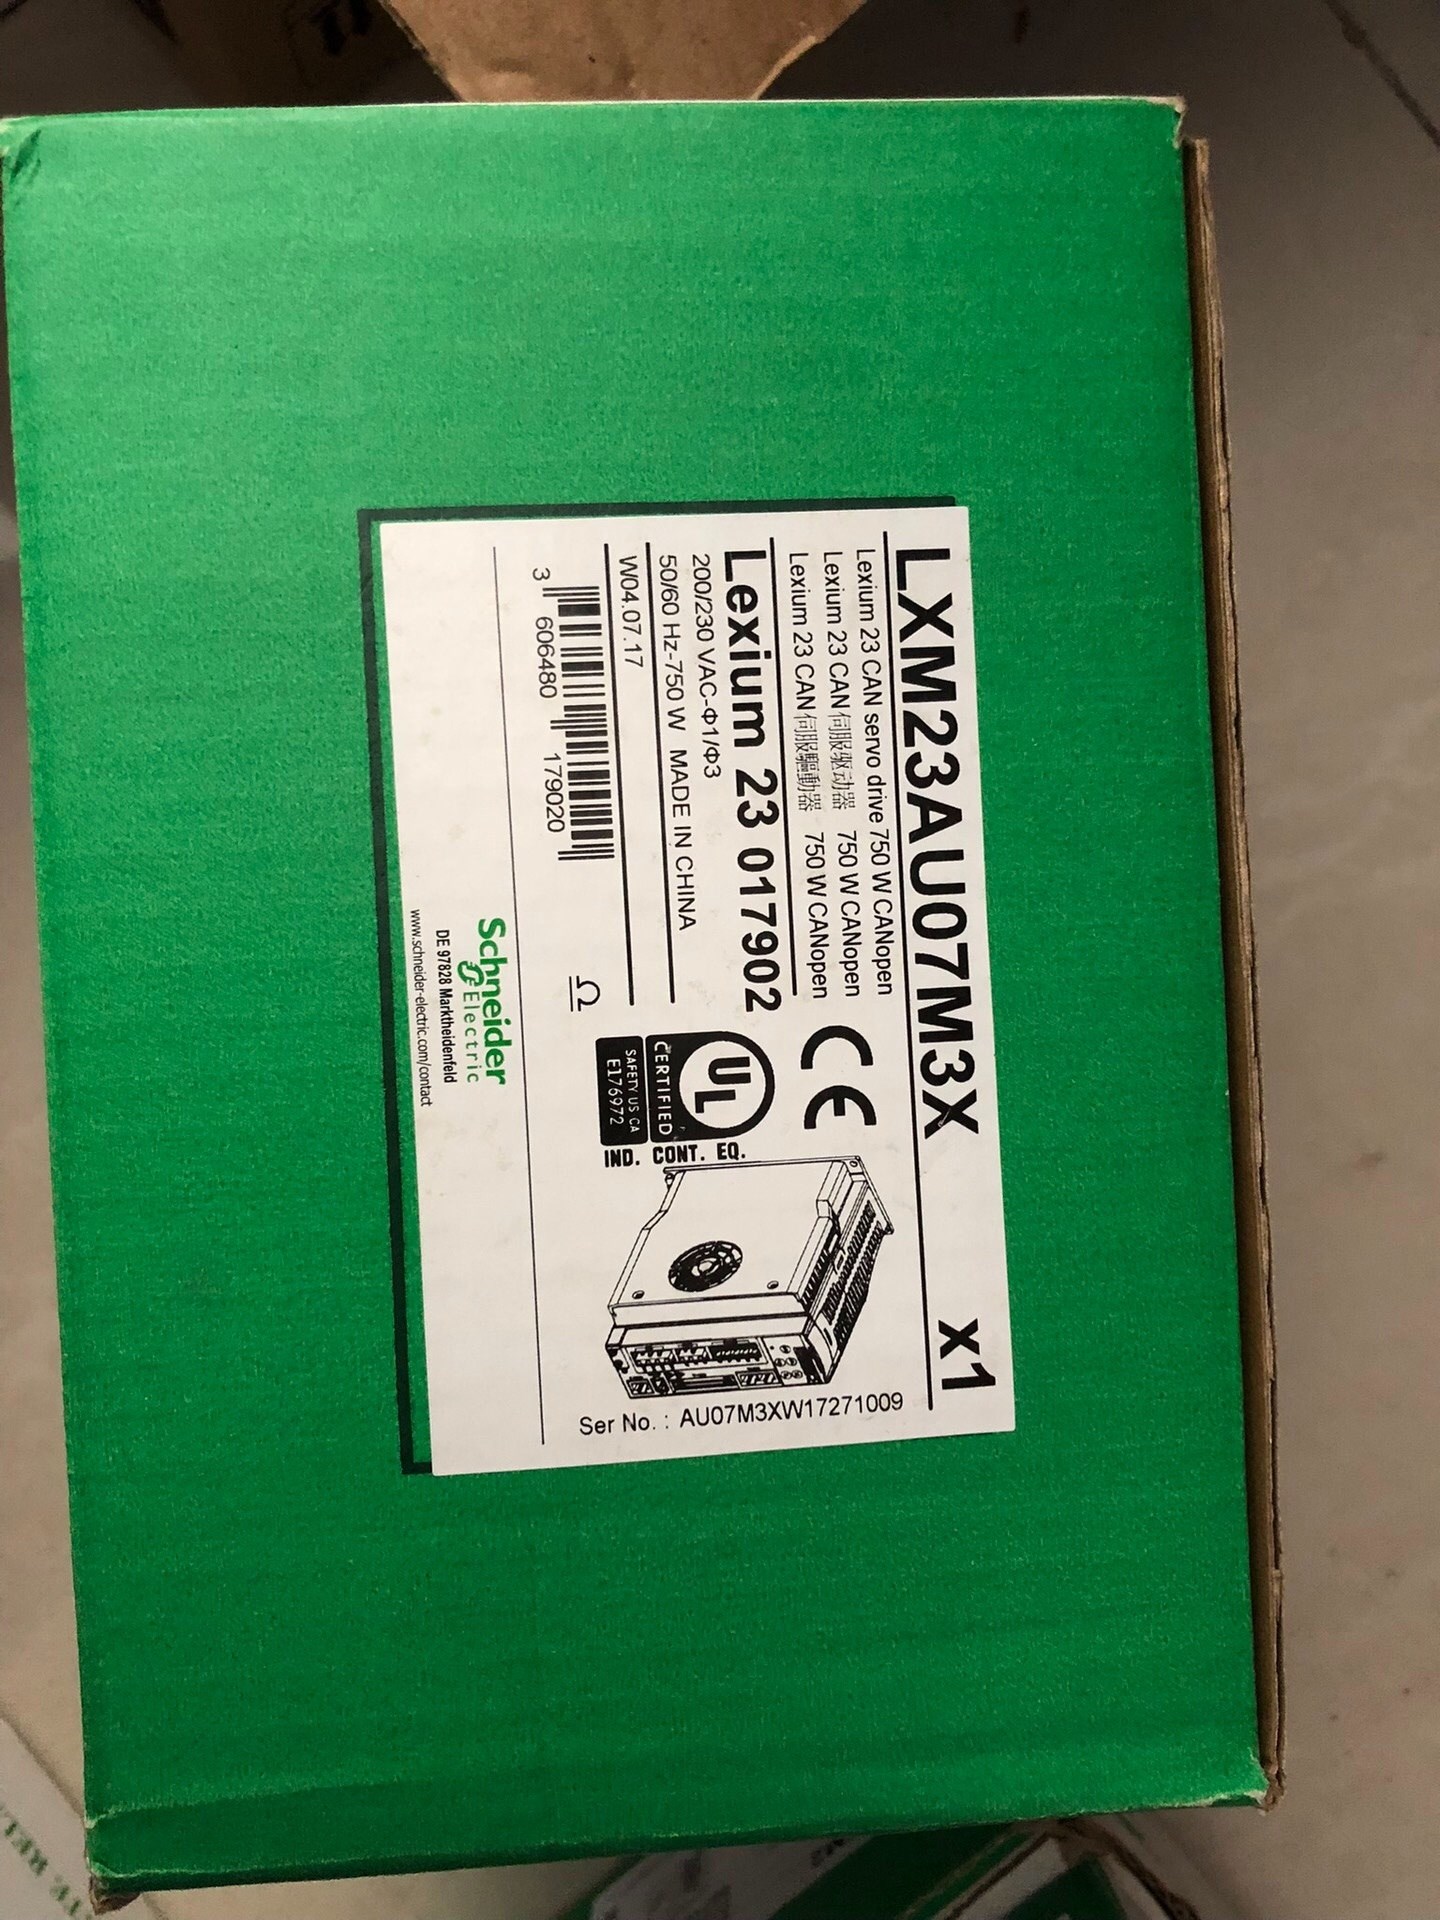 LXM23AU07M3X x1
Lexium 23 CAN servo drive 750 W CANopen
Lexium 23 CAN 伺服驱动器 750 W CANopen
Lexium 23 CAN 伺服驅動器 750 W CANopen
Lexium 23 017902
200/230 VAC-Φ1/Φ3
50/60 Hz-750 W MADE IN CHINA
W04.07.17
3 606480 179020
CE
UL
CERTIFIED
SAFETY US CA
E176972
IND. CONT. EQ.
Ser No. : AU07M3XW17271009
Schneider
Electric
DE 97828 Marktheidenfeld
www.schneider-electric.com/contact